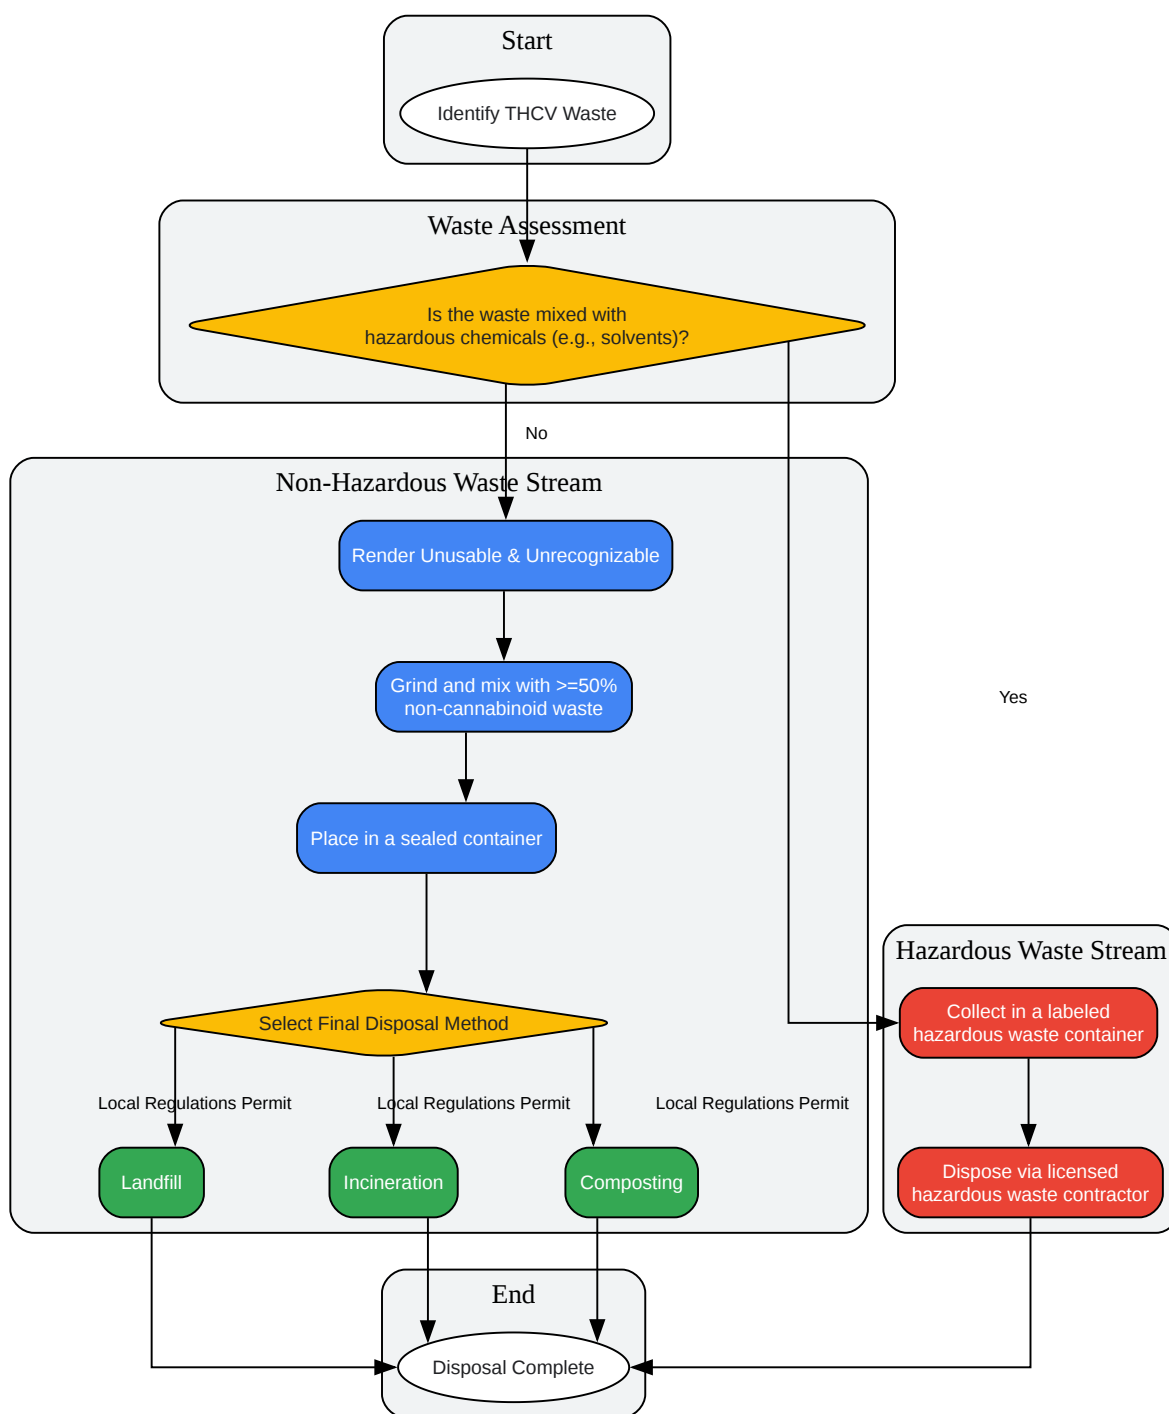 Start
Identify THCV Waste
Waste Assessment
Is the waste mixed with
hazardous chemicals (e.g., solvents)?
No
Non-Hazardous Waste Stream
Render Unusable & Unrecognizable
Grind and mix with >=50%
non-cannabinoid waste
Yes
Place in a sealed container
Hazardous Waste Stream
Collect in a labeled
hazardous waste container
Select Final Disposal Method
Local Regulations Permit
Local Regulations Permit
Local Regulations Permit
Landfill
Incineration
Composting
Dispose via licensed
hazardous waste contractor
End
Disposal Complete